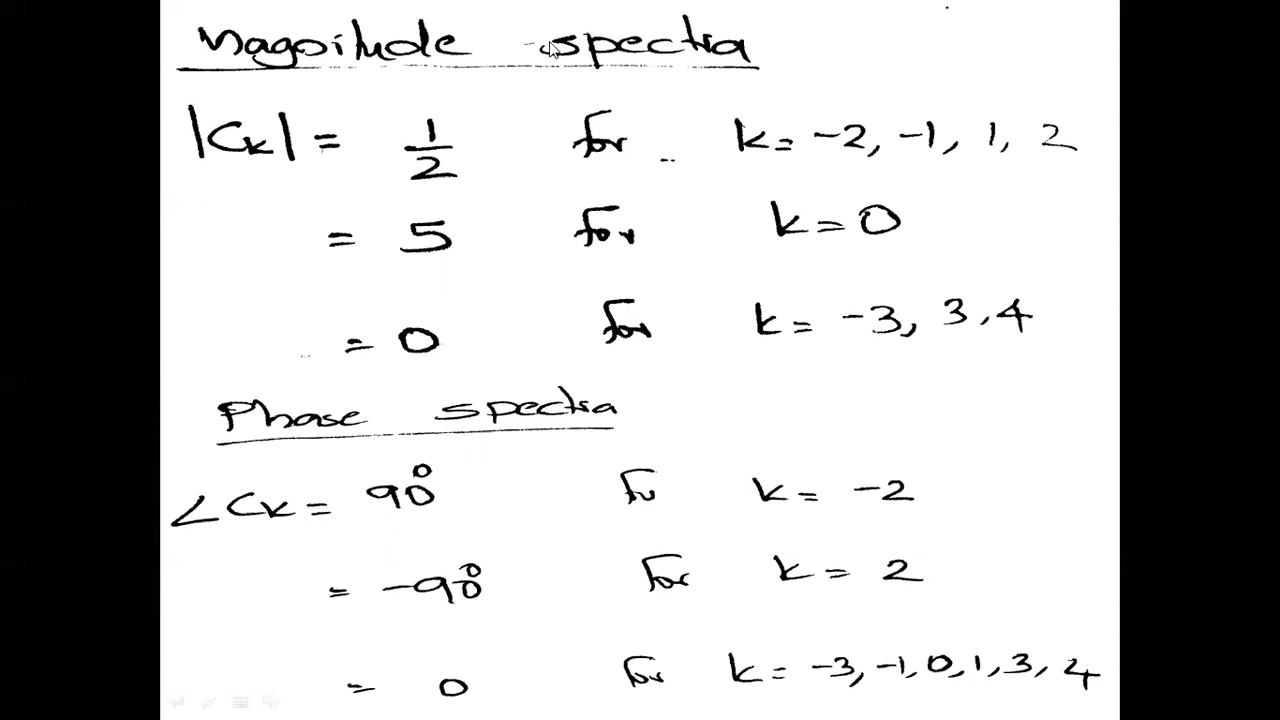 Magnitude spectra
|Ck| = 1/2 for k = -2, -1, 1, 2
= 5 for k = 0
= 0 for k = -3, 3, 4
Phase spectra
∠Ck = 90° for k = -2
= -90° for k = 2
= 0 for k = -3, -1, 0, 1, 3, 4